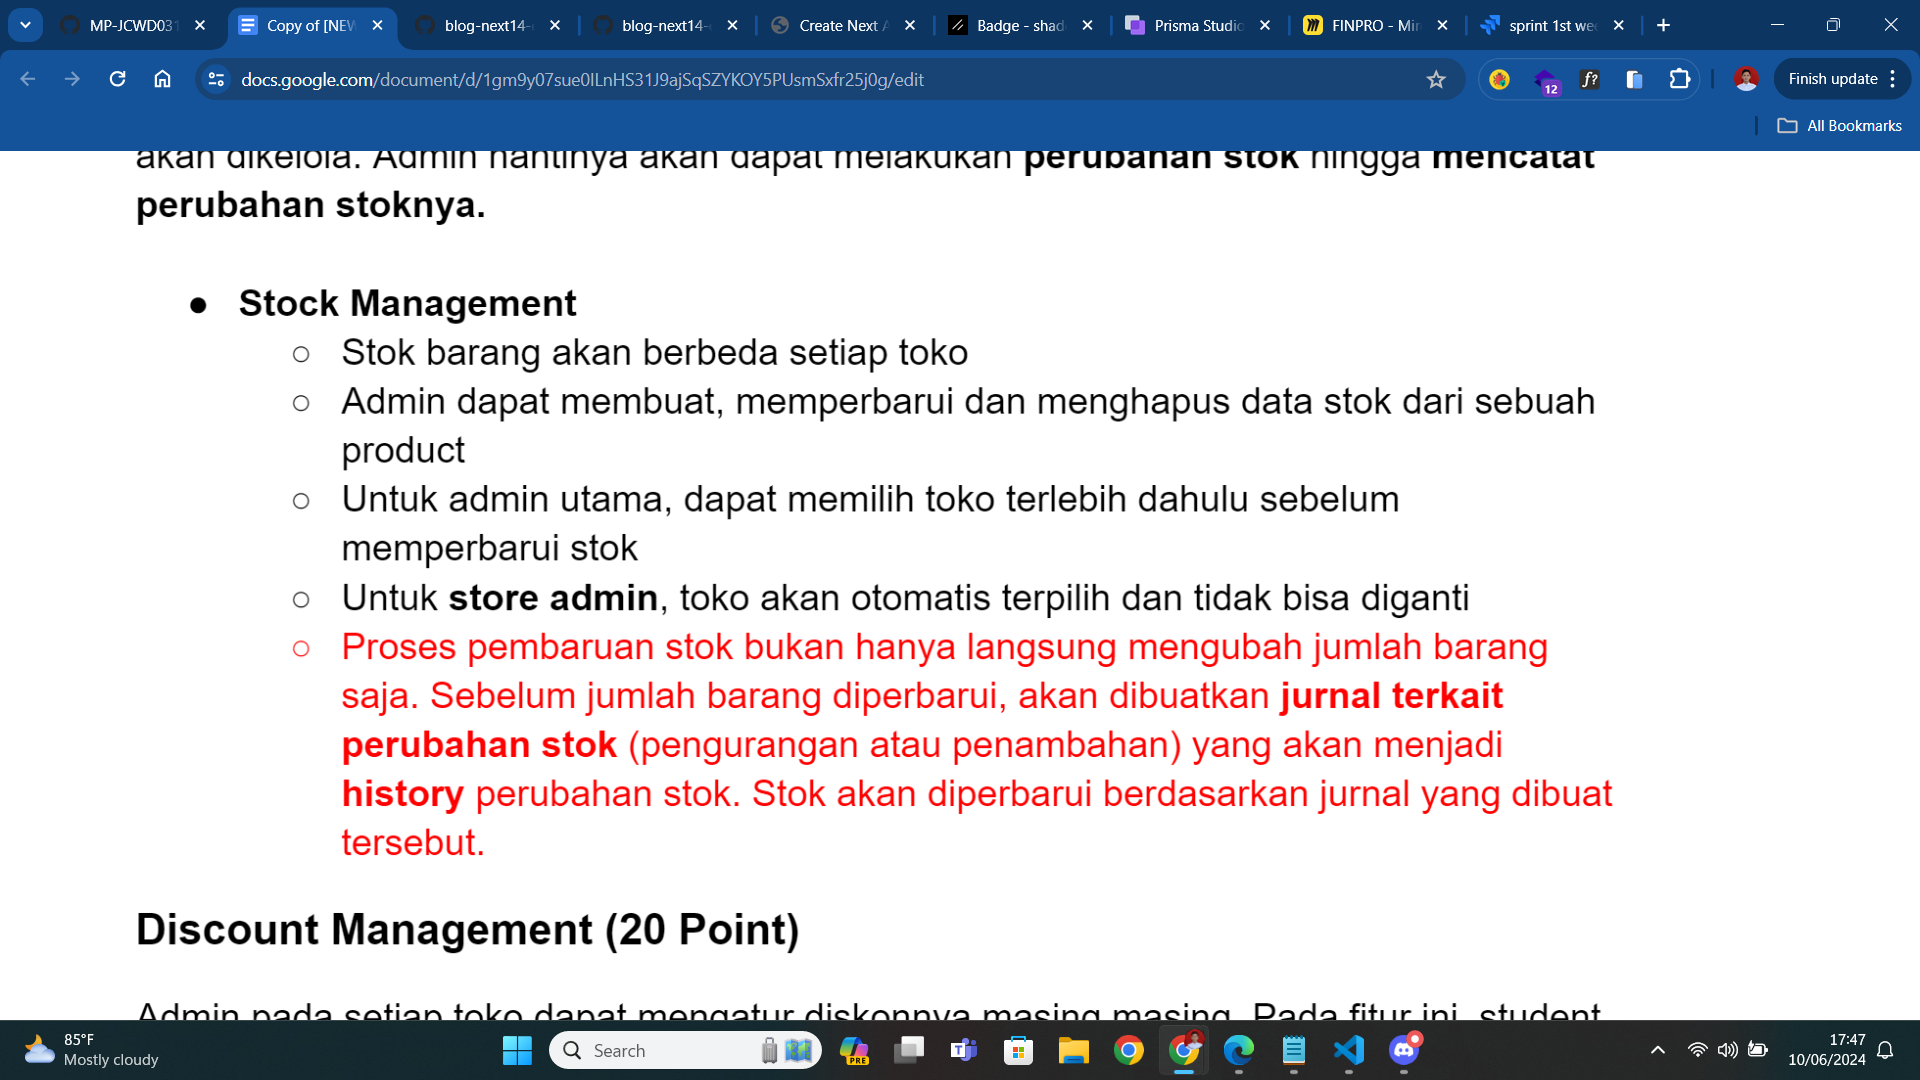 MP-JCWD031
Copy of [NEW
blog-next14-
blog-next14-
Create Next A
Badge - shad
Prisma Studio
FINPRO - Mir
sprint 1st we
docs.google.com/document/d/1gm9y07sue0ILnHS31J9ajSqSZYKOY5PUsmSxfr25j0g/edit
12
f?
Finish update
All Bookmarks
akan dikelola. Admin nantinya akan dapat melakukan perubahan stok hingga mencatat
perubahan stoknya.
● Stock Management
○ Stok barang akan berbeda setiap toko
○ Admin dapat membuat, memperbarui dan menghapus data stok dari sebuah
product
○ Untuk admin utama, dapat memilih toko terlebih dahulu sebelum
memperbarui stok
○ Untuk store admin, toko akan otomatis terpilih dan tidak bisa diganti
○ Proses pembaruan stok bukan hanya langsung mengubah jumlah barang
saja. Sebelum jumlah barang diperbarui, akan dibuatkan jurnal terkait
perubahan stok (pengurangan atau penambahan) yang akan menjadi
history perubahan stok. Stok akan diperbarui berdasarkan jurnal yang dibuat
tersebut.
Discount Management (20 Point)
Admin pada setiap toko dapat mengatur diskonnya masing masing. Pada fitur ini, student
85°F
Mostly cloudy
Search
PRE
17:47
10/06/2024